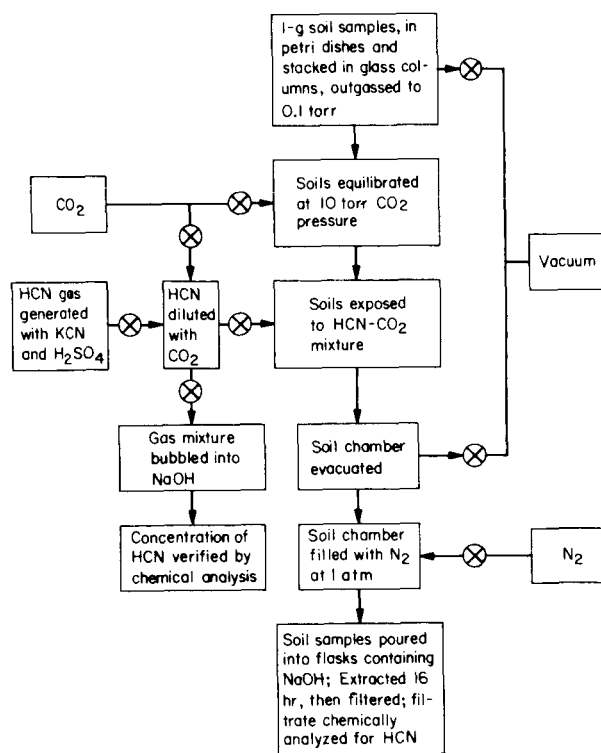 1-g soil samples, in
petri dishes and
stacked in glass col-
umns, outgassed to
0.1 torr
CO₂
Soils equilibrated
at 10 torr CO₂
pressure
Vacuum
HCN gas
generated
with KCN
and H₂SO₄
HCN
diluted
with
CO₂
Soils exposed
to HCN-CO₂
mixture
Gas mixture
bubbled into
NaOH
Soil chamber
evacuated
Concentration of
HCN verified by
chemical analysis
Soil chamber
filled with N₂
at 1 atm
N₂
Soil samples poured
into flasks containing
NaOH; Extracted 16
hr, then filtered; fil-
trate chemically
analyzed for HCN